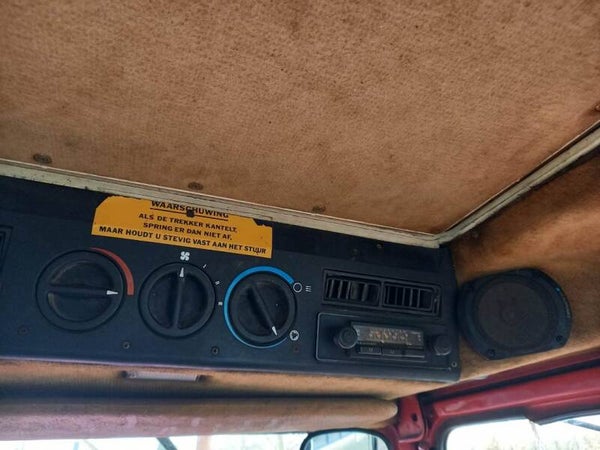 WAARSCHUWING
ALS DE TREKKER KANTELT,
SPRING ER DAN NIET AF,
MAAR HOUDT U STEVIG VAST AAN HET STUUR